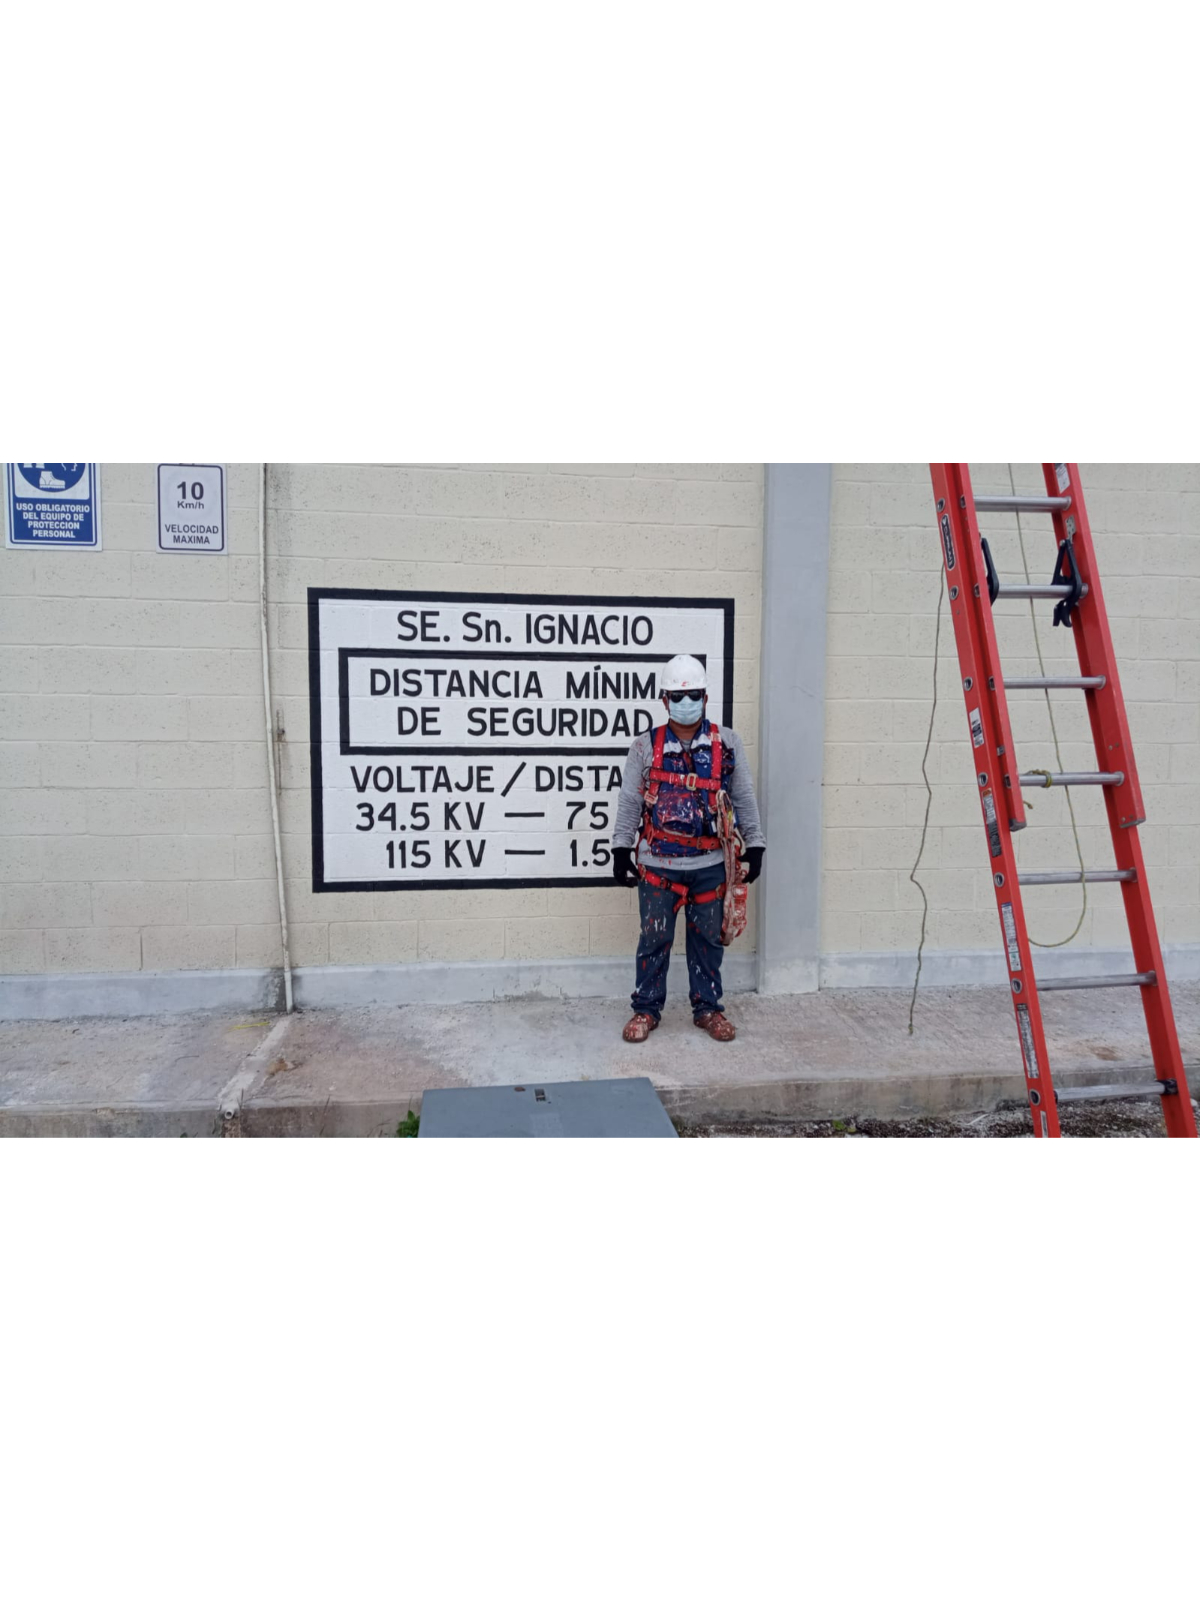 USO OBLIGATORIO
DEL EQUIPO DE
PROTECCION
PERSONAL
10
Km/h
VELOCIDAD
MAXIMA
SE. Sn. IGNACIO
DISTANCIA MÍNIM
DE SEGURIDAD
VOLTAJE / DISTA
34.5 KV — 75
115 KV — 1.5